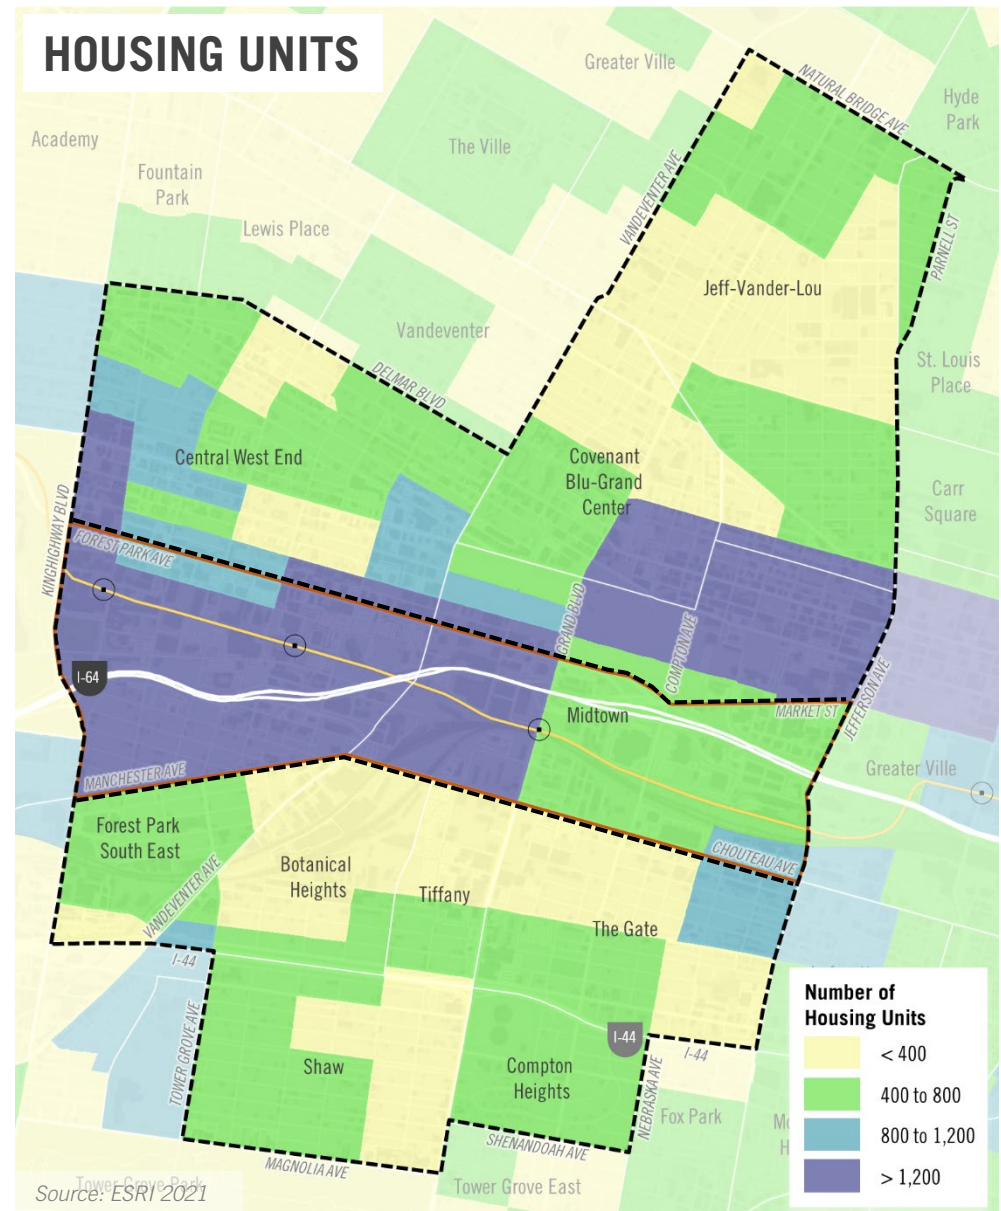 HOUSING UNITS
Greater Ville
NATURAL BRIDGE AVE
Hyde
Park
Academy
The Ville
Fountain
Park
VANDEVENTER AVE
Lewis Place
PARNELL ST
Jeff-Vander-Lou
Vandeventer
St. Louis
Place
DELMAR BLVD
Central West End
Covenant
Blu-Grand
Center
Carr
Square
KINGHIGHWAY BLVD
FOREST PARK AVE
GRAND BLVD
COMPTON AVE
I-64
JEFFERSON AVE
Midtown
MARKET ST
Greater Ville
MANCHESTER AVE
Forest Park
South East
CHOUTEAU AVE
Botanical
Heights
Tiffany
VANDEVENTER AVE
The Gate
I-44
Number of
Housing Units
< 400
400 to 800
800 to 1,200
> 1,200
I-44
I-44
TOWER GROVE AVE
Shaw
Compton
Heights
NEBRASKA AVE
Fox Park
SHENANDOAH AVE
MAGNOLIA AVE
Tower Grove Park
Tower Grove East
Source: ESRI 2021